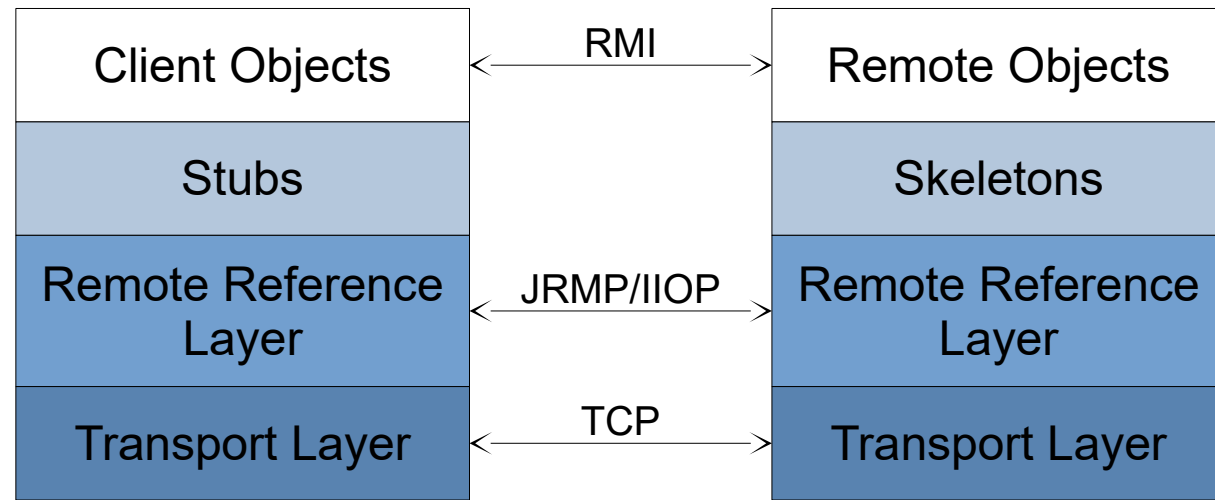 Client Objects
RMI
Remote Objects
Stubs
Skeletons
Remote Reference
Layer
JRMP/IIOP
Remote Reference
Layer
Transport Layer
TCP
Transport Layer